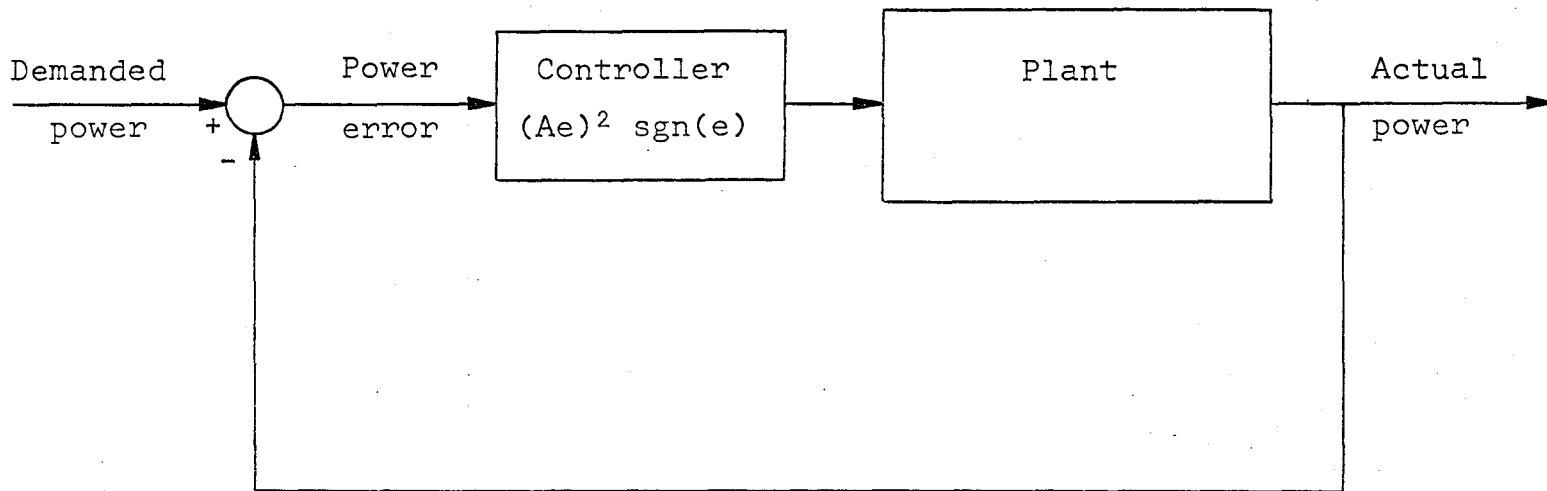 Demanded
power
+
-
Power
error
Controller
(Ae)² sgn(e)
Plant
Actual
power